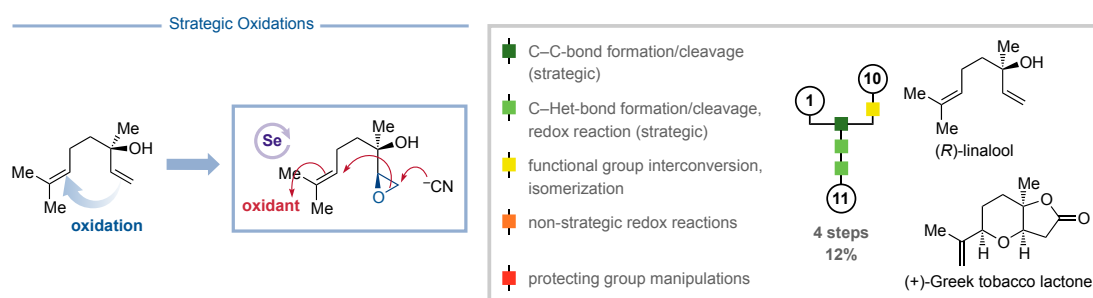 Strategic Oxidations
Me
OH
Me
Me
oxidation
Se
Me
OH
Me
O
oxidant
Me
⁻CN
C–C-bond formation/cleavage
(strategic)
C–Het-bond formation/cleavage,
redox reaction (strategic)
functional group interconversion,
isomerization
non-strategic redox reactions
protecting group manipulations
1
10
11
4 steps
12%
Me
OH
Me
Me
(R)-linalool
Me
O
O
Me
O
H
H
(+)-Greek tobacco lactone